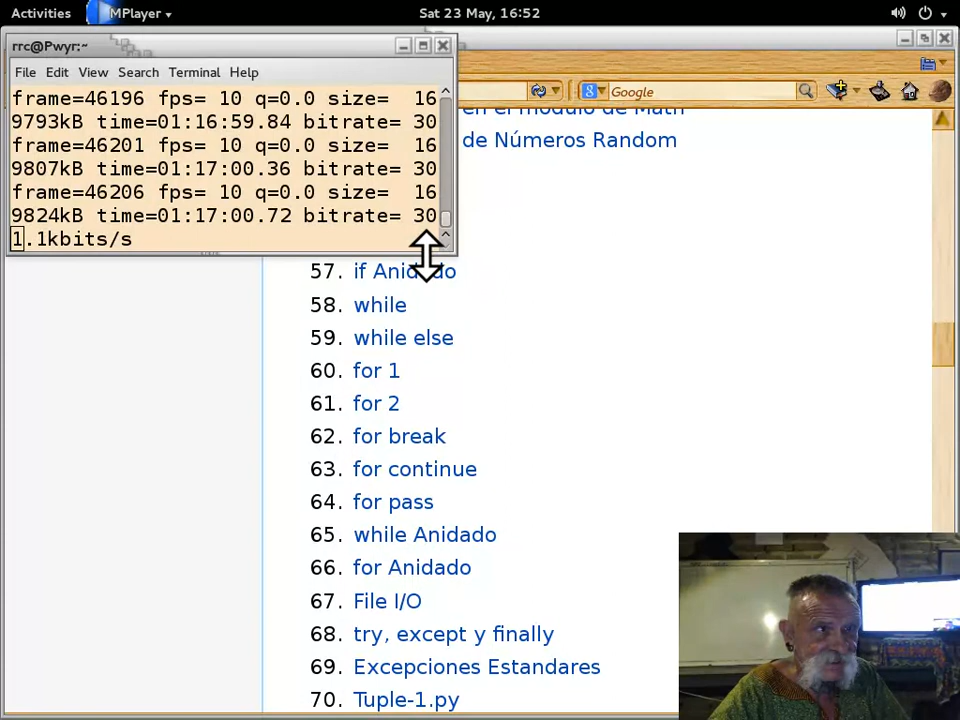 Activities MPlayer Sat 23 May, 16:52
rrc@Pwyr:~
File Edit View Search Terminal Help
frame=46196 fps= 10 q=0.0 size=  16
9793kB time=01:16:59.84 bitrate= 30
frame=46201 fps= 10 q=0.0 size=  16
9807kB time=01:17:00.36 bitrate= 30
frame=46206 fps= 10 q=0.0 size=  16
9824kB time=01:17:00.72 bitrate= 30
1.1kbits/s
Google
en el modulo de Math
de Números Random
57. if Anidado
58. while
59. while else
60. for 1
61. for 2
62. for break
63. for continue
64. for pass
65. while Anidado
66. for Anidado
67. File I/O
68. try, except y finally
69. Excepciones Estandares
70. Tuple-1.py